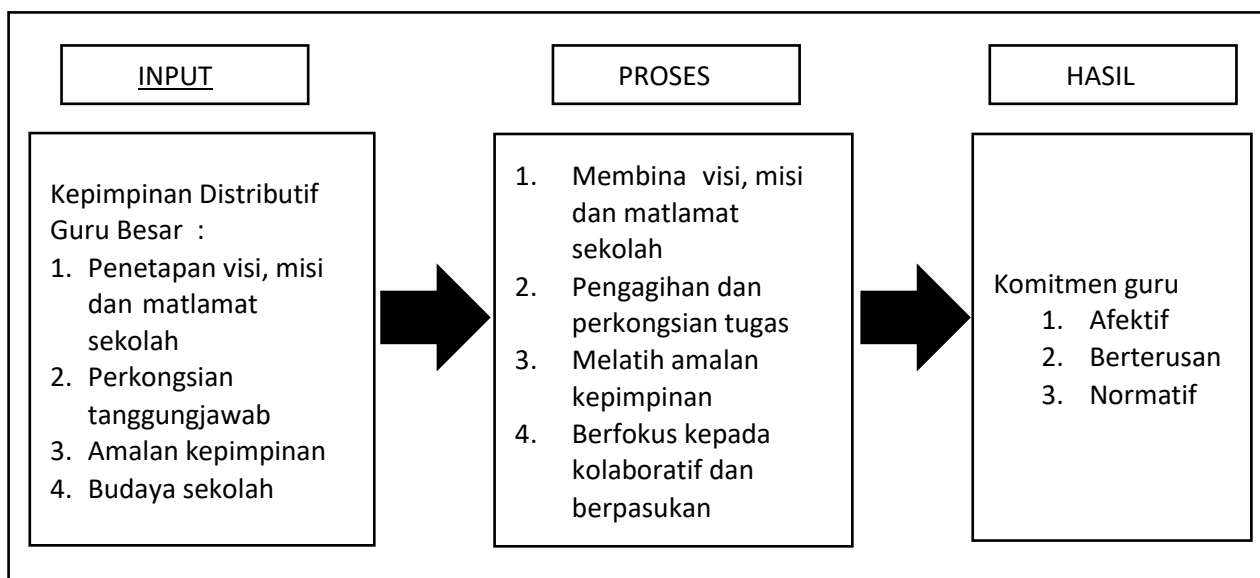 INPUT
Kepimpinan Distributif
Guru Besar :
1. Penetapan visi, misi
dan matlamat
sekolah
2. Perkongsian
tanggungjawab
3. Amalan kepimpinan
4. Budaya sekolah
PROSES
1. Membina visi, misi
dan matlamat
sekolah
2. Pengagihan dan
perkongsian tugas
3. Melatih amalan
kepimpinan
4. Berfokus kepada
kolaboratif dan
berpasukan
HASIL
Komitmen guru
1. Afektif
2. Berterusan
3. Normatif